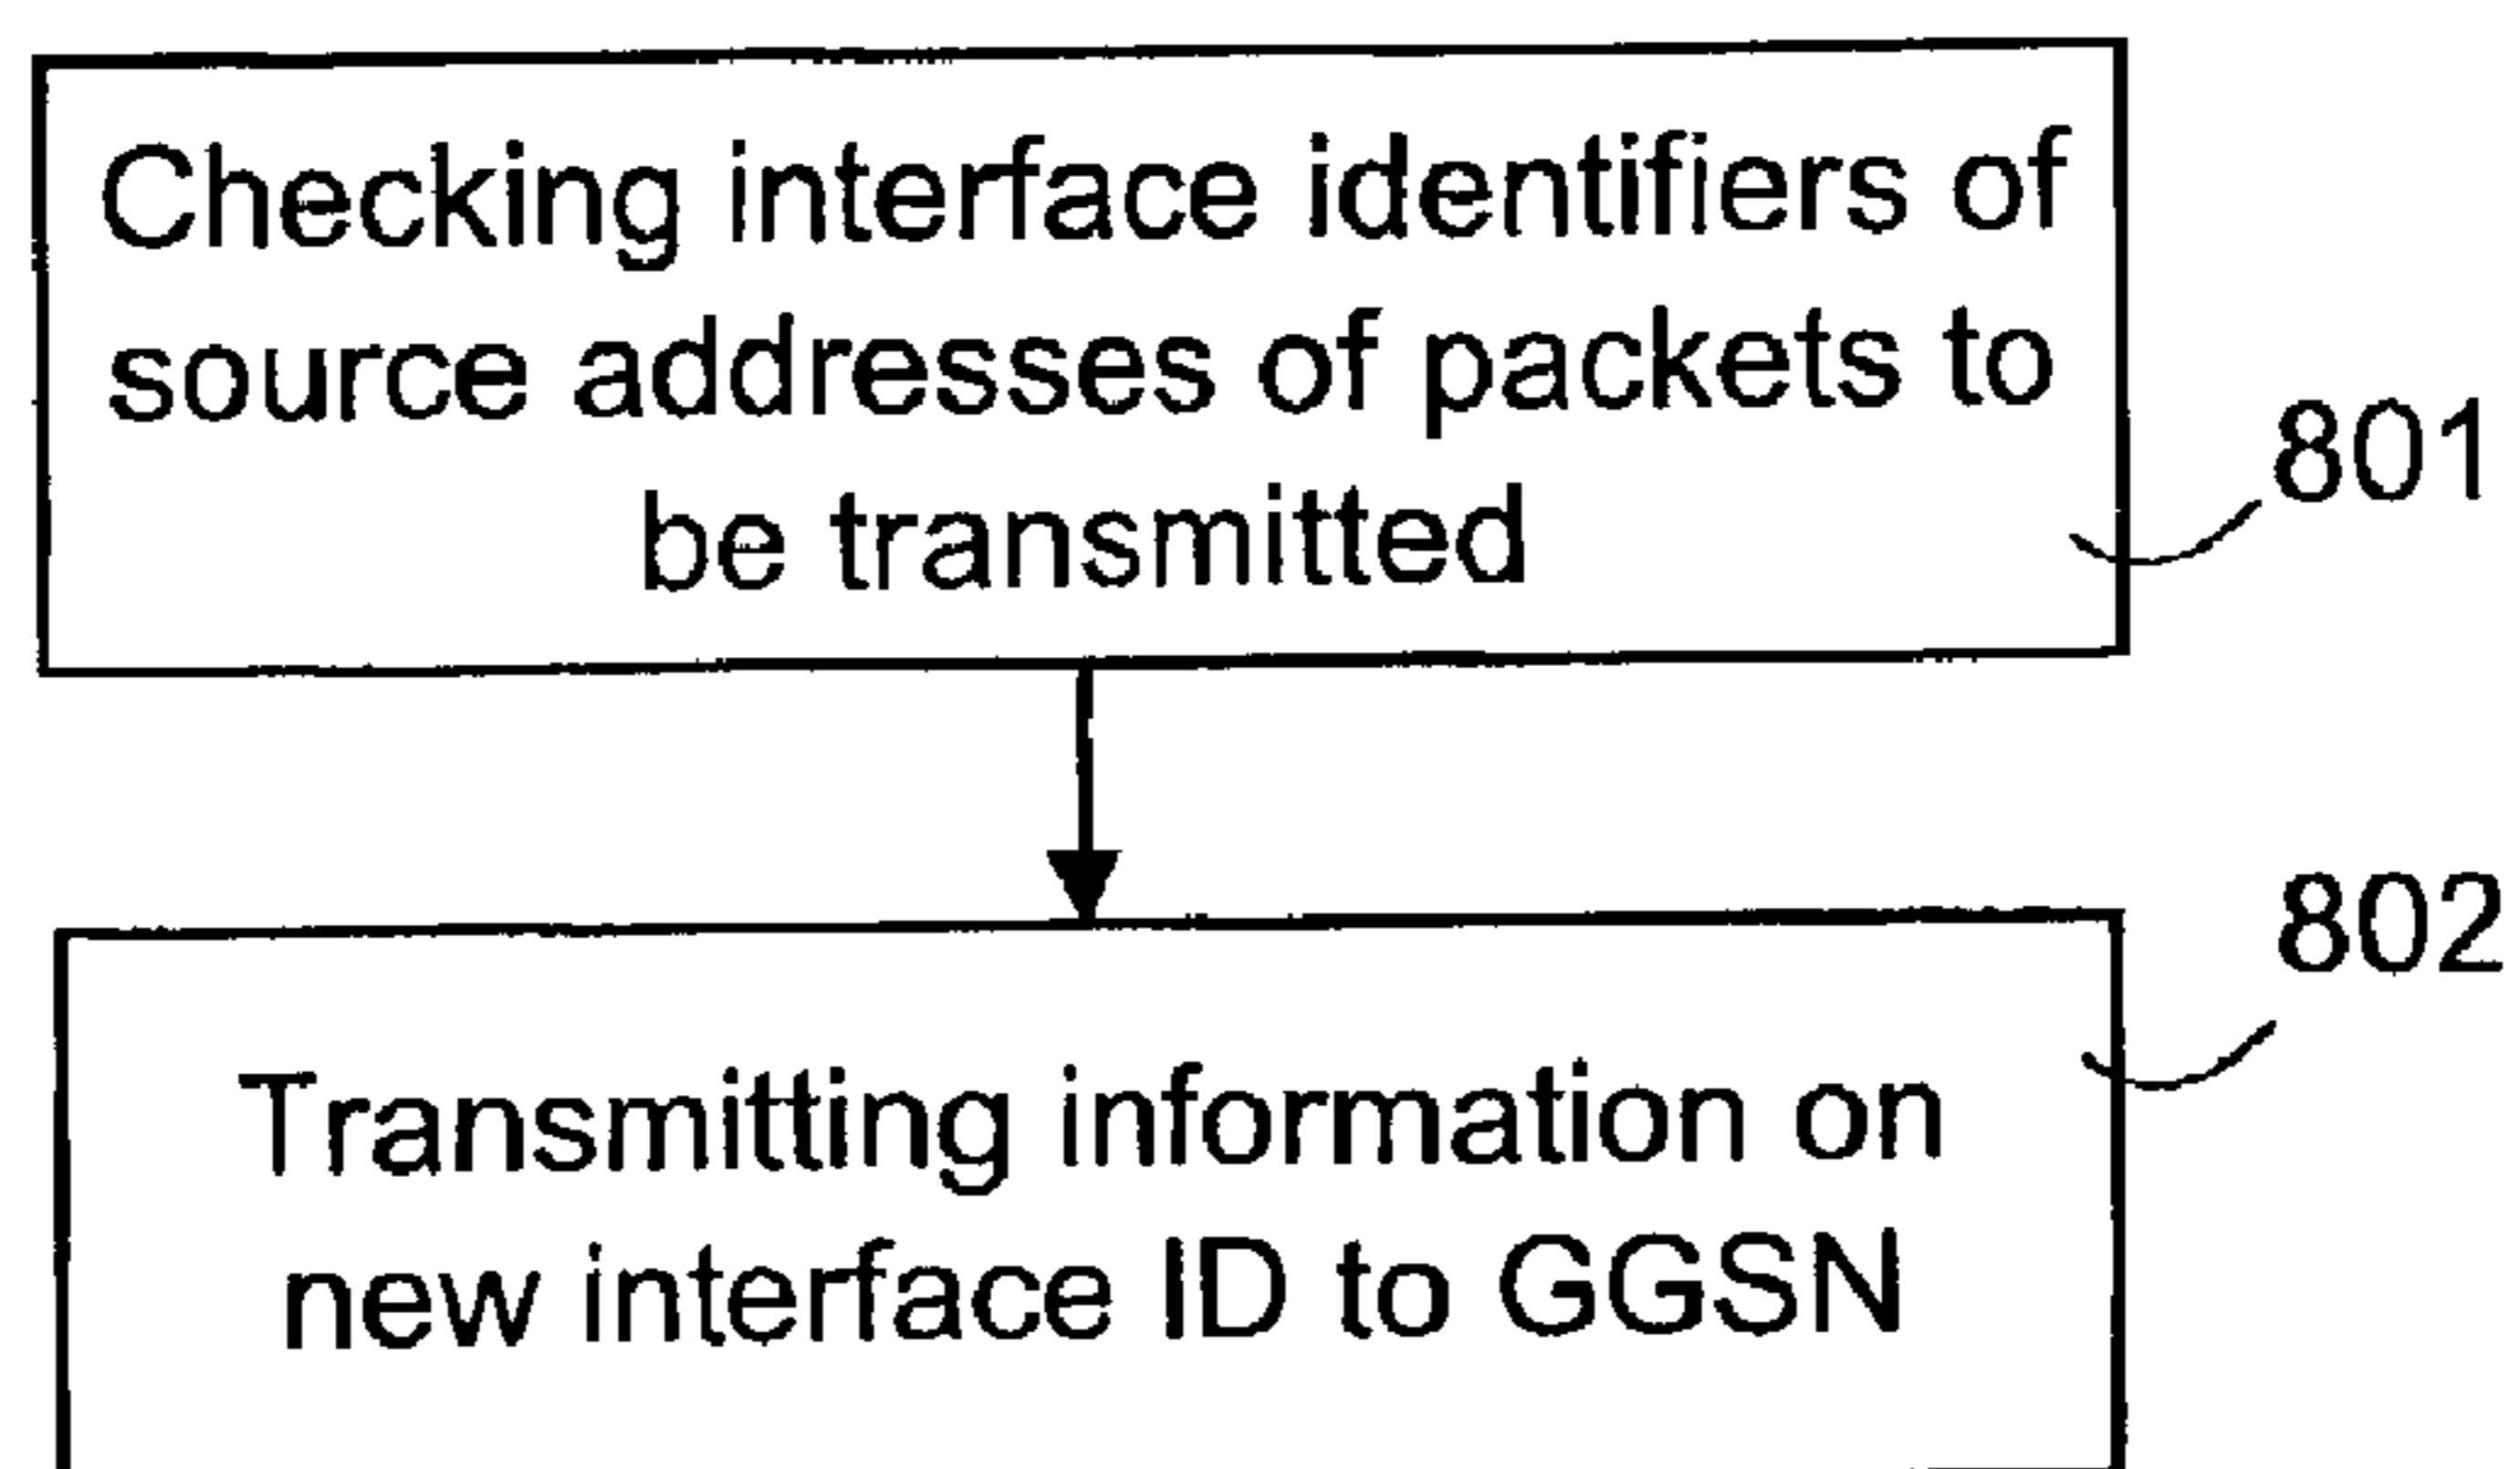 Checking interface identifiers of
source addresses of packets to
be transmitted
801
802
Transmitting information on
new interface ID to GGSN